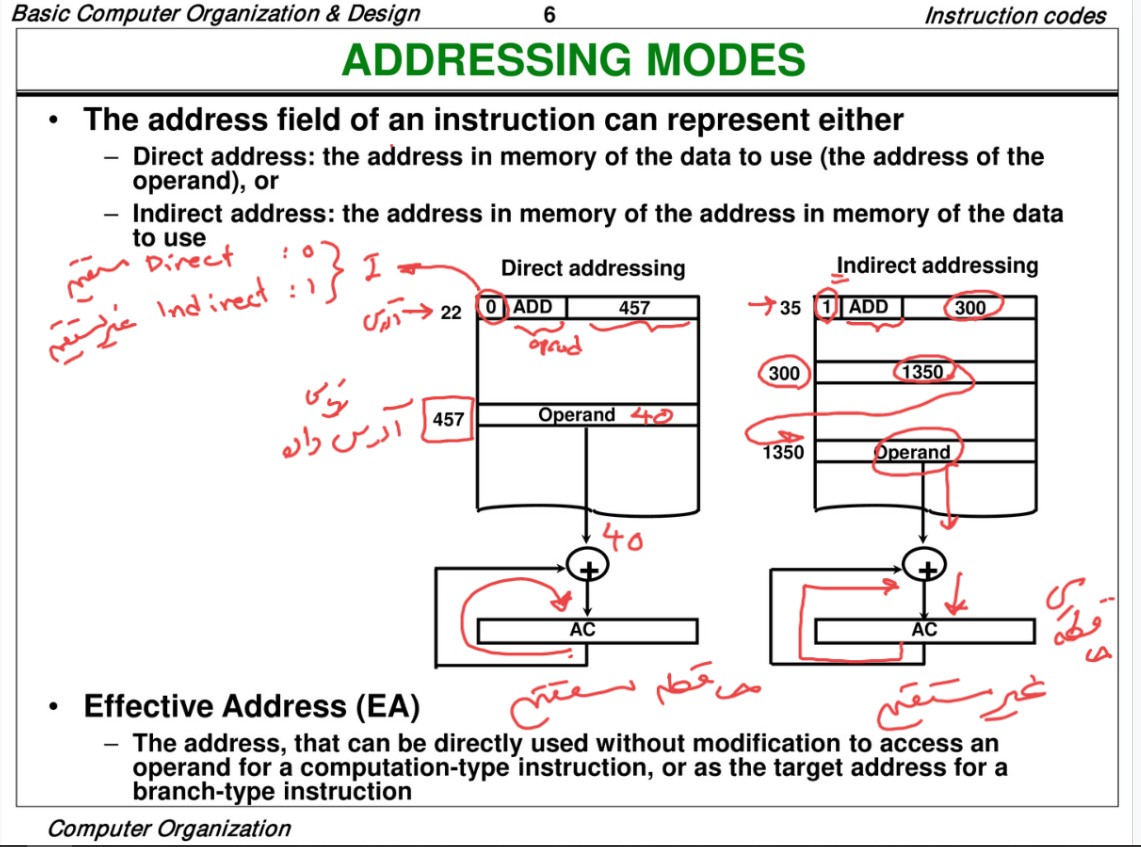 Basic Computer Organization & Design 6 Instruction codes
ADDRESSING MODES
• The address field of an instruction can represent either
– Direct address: the address in memory of the data to use (the address of the
operand), or
– Indirect address: the address in memory of the address in memory of the data
to use
مستقیم Direct : 0
غیر مستقیم Indirect : 1 } I
Direct addressing
آدرس → 22 0 ADD 457
457 Operand 40
آدرس داده
40
+
AC
مستقیم
Indirect addressing
35 1 ADD 300
300 1350
1350 Operand
+
AC
غیر مستقیم
• Effective Address (EA)
– The address, that can be directly used without modification to access an
operand for a computation-type instruction, or as the target address for a
branch-type instruction
Computer Organization